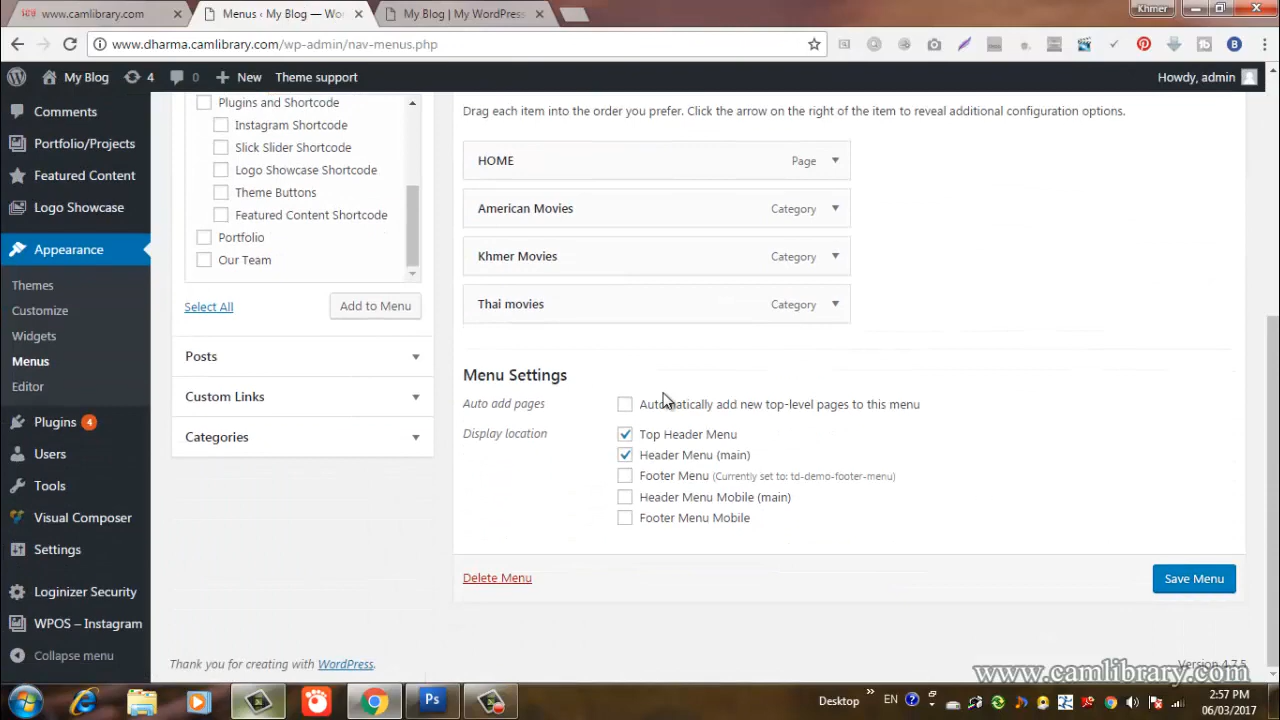 www.camlibrary.com
Menus ‹ My Blog — Wo
My Blog | My WordPress
Khmer
www.dharma.camlibrary.com/wp-admin/nav-menus.php
My Blog
4
0
New
Theme support
Howdy, admin
Comments
Portfolio/Projects
Featured Content
Logo Showcase
Appearance
Themes
Customize
Widgets
Menus
Editor
Plugins 4
Users
Tools
Visual Composer
Settings
Loginizer Security
WPOS – Instagram
Collapse menu
Plugins and Shortcode
Instagram Shortcode
Slick Slider Shortcode
Logo Showcase Shortcode
Theme Buttons
Featured Content Shortcode
Portfolio
Our Team
Select All
Add to Menu
Posts
Custom Links
Categories
Drag each item into the order you prefer. Click the arrow on the right of the item to reveal additional configuration options.
HOME Page
American Movies Category
Khmer Movies Category
Thai movies Category
Menu Settings
Auto add pages
Automatically add new top-level pages to this menu
Display location
Top Header Menu
Header Menu (main)
Footer Menu (Currently set to: td-demo-footer-menu)
Header Menu Mobile (main)
Footer Menu Mobile
Delete Menu
Save Menu
Thank you for creating with WordPress.
Version 4.7.5
www.camlibrary.com
Ps
Desktop
EN
2:57 PM
06/03/2017